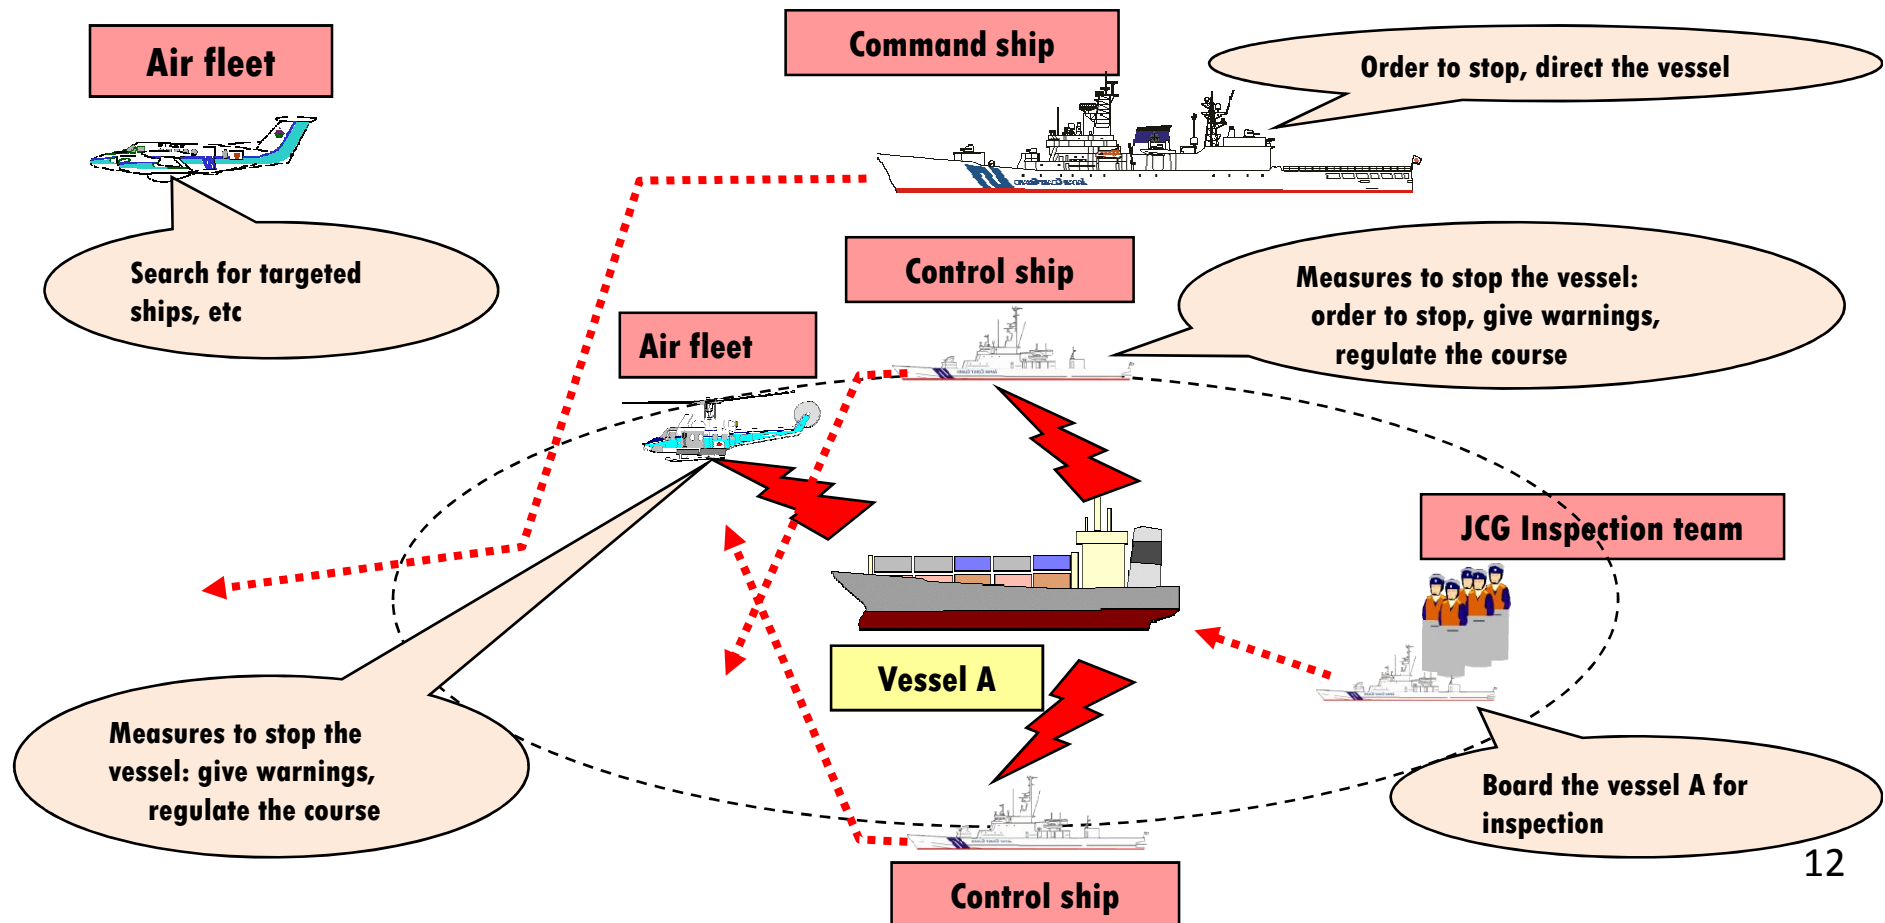 Air fleet
Command ship
Order to stop, direct the vessel
Search for targeted
ships, etc
Control ship
Measures to stop the vessel:
order to stop, give warnings,
regulate the course
Air fleet
JCG Inspection team
Vessel A
Measures to stop the
vessel: give warnings,
regulate the course
Board the vessel A for
inspection
12
Control ship